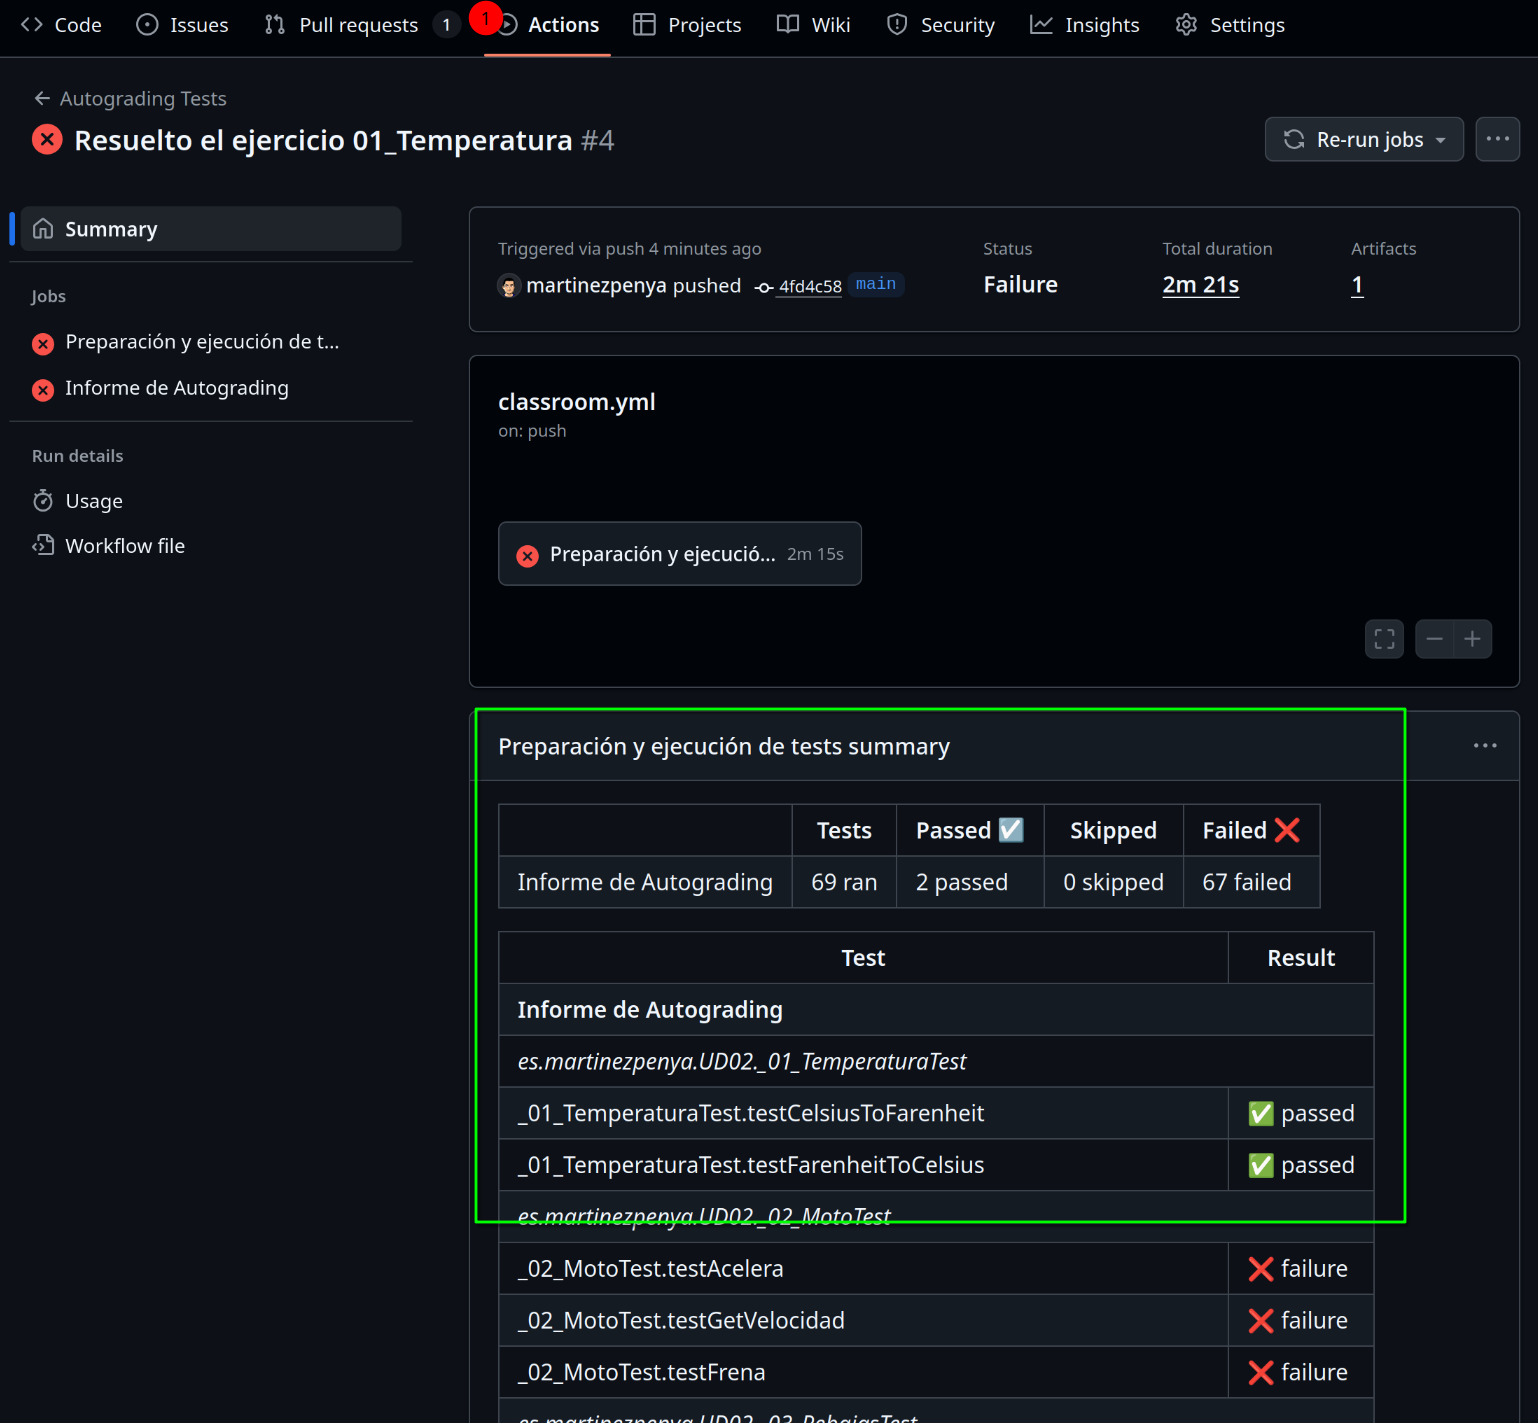 Code Issues Pull requests 1 1 Actions Projects Wiki Security Insights Settings
← Autograding Tests
Resuelto el ejercicio 01_Temperatura #4
Re-run jobs
Summary
Jobs
Preparación y ejecución de t...
Informe de Autograding
Run details
Usage
Workflow file
Triggered via push 4 minutes ago
martinezpenya pushed 4fd4c58 main
Status
Failure
Total duration
2m 21s
Artifacts
1
classroom.yml
on: push
Preparación y ejecució... 2m 15s
Preparación y ejecución de tests summary
Tests Passed ☑ Skipped Failed ❌
Informe de Autograding 69 ran 2 passed 0 skipped 67 failed
Test Result
Informe de Autograding
es.martinezpenya.UD02._01_TemperaturaTest
_01_TemperaturaTest.testCelsiusToFarenheit ✅ passed
_01_TemperaturaTest.testFarenheitToCelsius ✅ passed
es.martinezpenya.UD02._02_MotoTest
_02_MotoTest.testAcelera ❌ failure
_02_MotoTest.testGetVelocidad ❌ failure
_02_MotoTest.testFrena ❌ failure
es.martinezpenya.UD02._03_RebajasTest